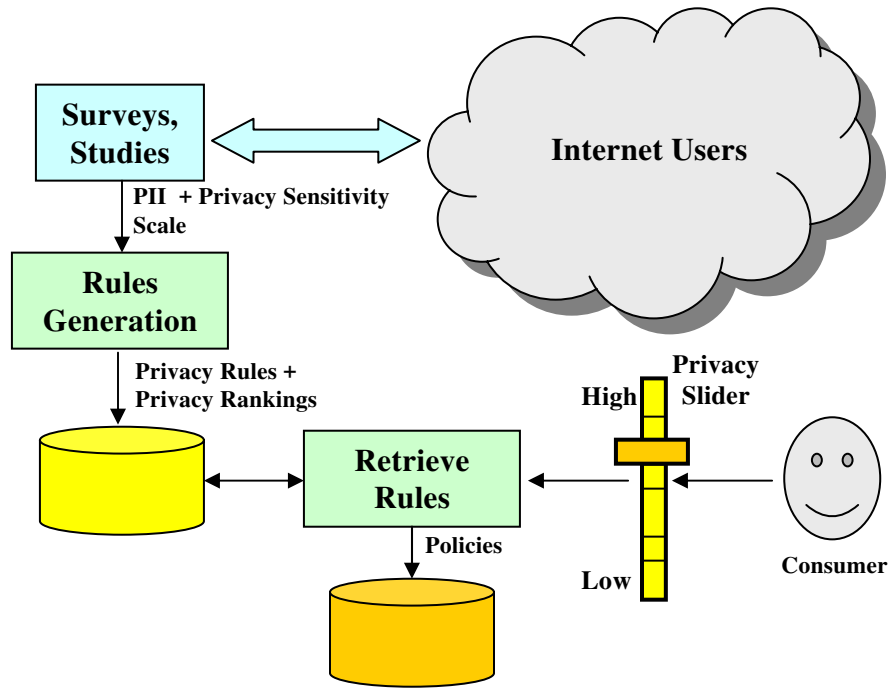 Surveys,
Studies
Internet Users
PII + Privacy Sensitivity
Scale
Rules
Generation
Privacy Rules +
Privacy Rankings
Privacy
Slider
High
Retrieve
Rules
Policies
Low
Consumer